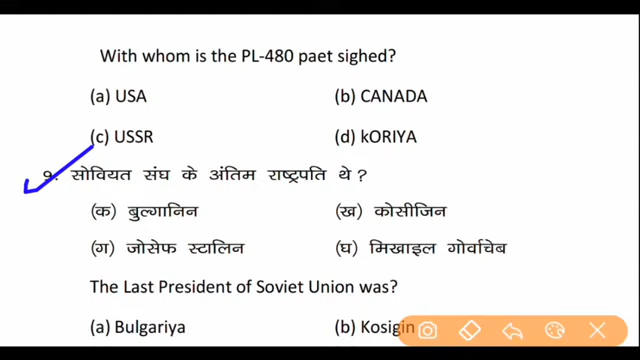 With whom is the PL-480 paet sighed?
(a) USA (b) CANADA
(c) USSR (d) kORIYA
9. सोवियत संघ के अंतिम राष्ट्रपति थे ?
(क) बुल्गानिन (ख) कोसीजिन
(ग) जोसेफ स्टालिन (घ) मिखाइल गोर्वाचेब
The Last President of Soviet Union was?
(a) Bulgariya (b) Kosigin